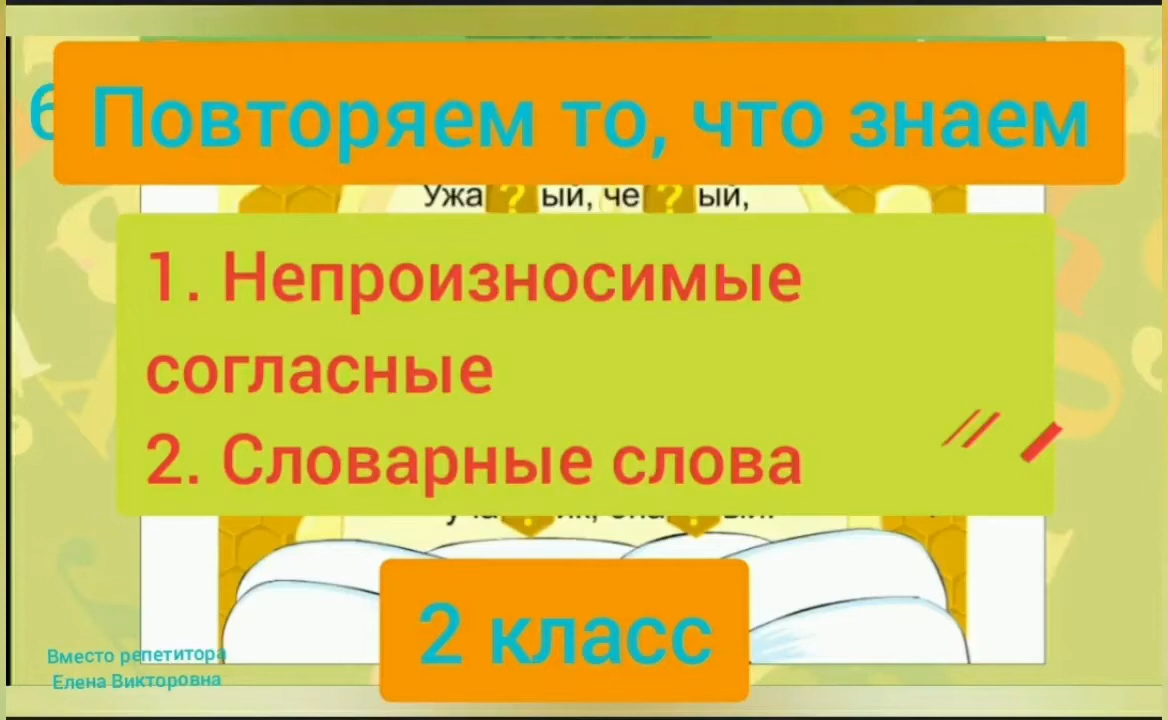 Повторяем то, что знаем
Ужа ? ый, че ? ый,
1. Непроизносимые
согласные
2. Словарные слова
2 класс
Вместо репетитора
Елена Викторовна